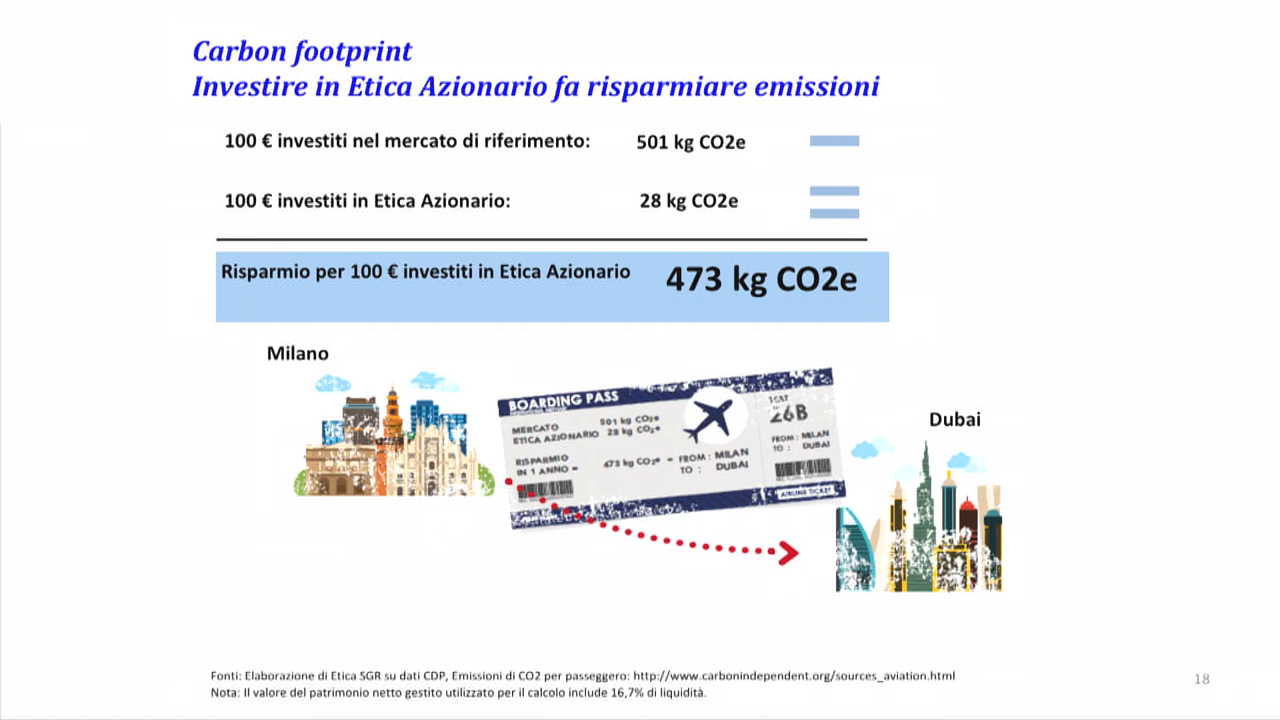 Carbon footprint
Investire in Etica Azionario fa risparmiare emissioni
100 € investiti nel mercato di riferimento: 501 kg CO2e
100 € investiti in Etica Azionario: 28 kg CO2e
Risparmio per 100 € investiti in Etica Azionario 473 kg CO2e
Milano
BOARDING PASS
MERCATO 501 kg CO₂e
ETICA AZIONARIO 28 kg CO₂e
RISPARMIO
IN 1 ANNO = 473 kg CO₂e = FROM : MILAN
TO : DUBAI
SEAT
26B
FROM : MILAN
TO : DUBAI
AIRLINE TICKET
Dubai
Fonti: Elaborazione di Etica SGR su dati CDP, Emissioni di CO2 per passeggero: http://www.carbonindependent.org/sources_aviation.html
Nota: Il valore del patrimonio netto gestito utilizzato per il calcolo include 16,7% di liquidità.
18